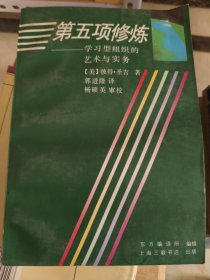 第五项修炼
——学习型组织的
艺术与实务
【美】彼得·圣吉 著
郭进隆 译
杨硕英 审校
东方编译所 编辑
上海三联书店 出版